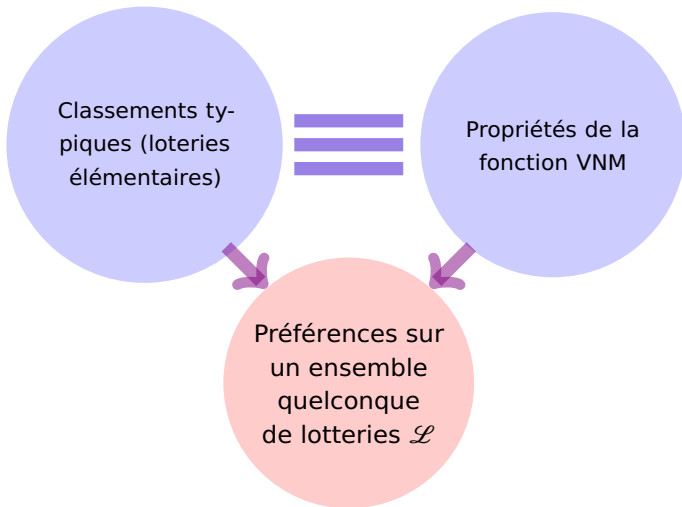 Classements ty-
piques (loteries
élémentaires)
Propriétés de la
fonction VNM
Préférences sur
un ensemble
quelconque
de lotteries ℒ